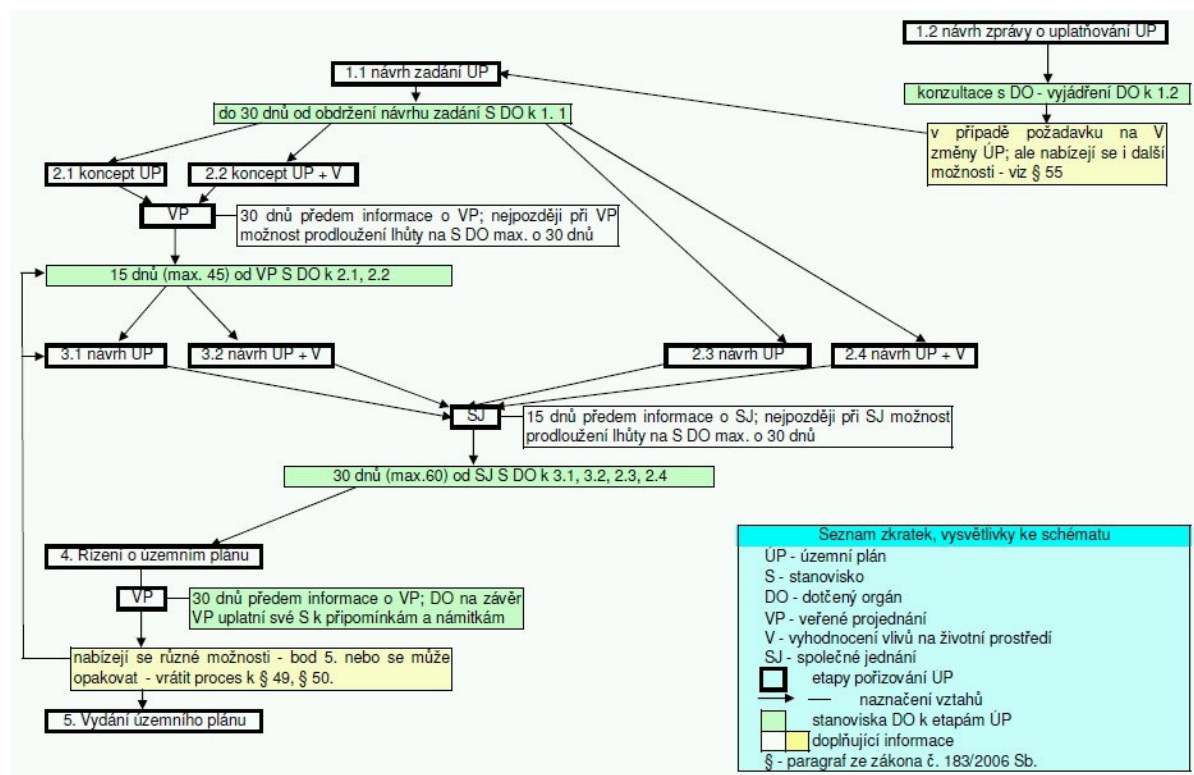 1.2 návrh zprávy o uplatňování ÚP
1.1 návrh zadání ÚP
konzultace s DO - vyjádření DO k 1.2
do 30 dnů od obdržení návrhu zadání S DO k 1. 1
v případě požadavku na V
změny ÚP; ale nabízejí se i další
možnosti - viz § 55
2.1 koncept ÚP
2.2 koncept ÚP + V
VP
30 dnů předem informace o VP; nejpozději při VP
možnost prodloužení lhůty na S DO max. o 30 dnů
15 dnů (max. 45) od VP S DO k 2.1, 2.2
3.1 návrh ÚP
3.2 návrh ÚP + V
2.3 návrh ÚP
2.4 návrh ÚP + V
SJ
15 dnů předem informace o SJ; nejpozději při SJ možnost
prodloužení lhůty na S DO max. o 30 dnů
30 dnů (max.60) od SJ S DO k 3.1, 3.2, 2.3, 2.4
4. Řízení o územním plánu
VP
30 dnů předem informace o VP; DO na závěr
VP uplatní své S k připomínkám a námitkám
nabízejí se různé možnosti - bod 5. nebo se může
opakovat - vrátit proces k § 49, § 50.
5. Vydání územního plánu
Seznam zkratek, vysvětlivky ke schématu
ÚP - územní plán
S - stanovisko
DO - dotčený orgán
VP - veřené projednání
V - vyhodnocení vlivů na životní prostředí
SJ - společné jednání
etapy pořizování ÚP
naznačení vztahů
stanoviska DO k etapám ÚP
doplňující informace
§ - paragraf ze zákona č. 183/2006 Sb.